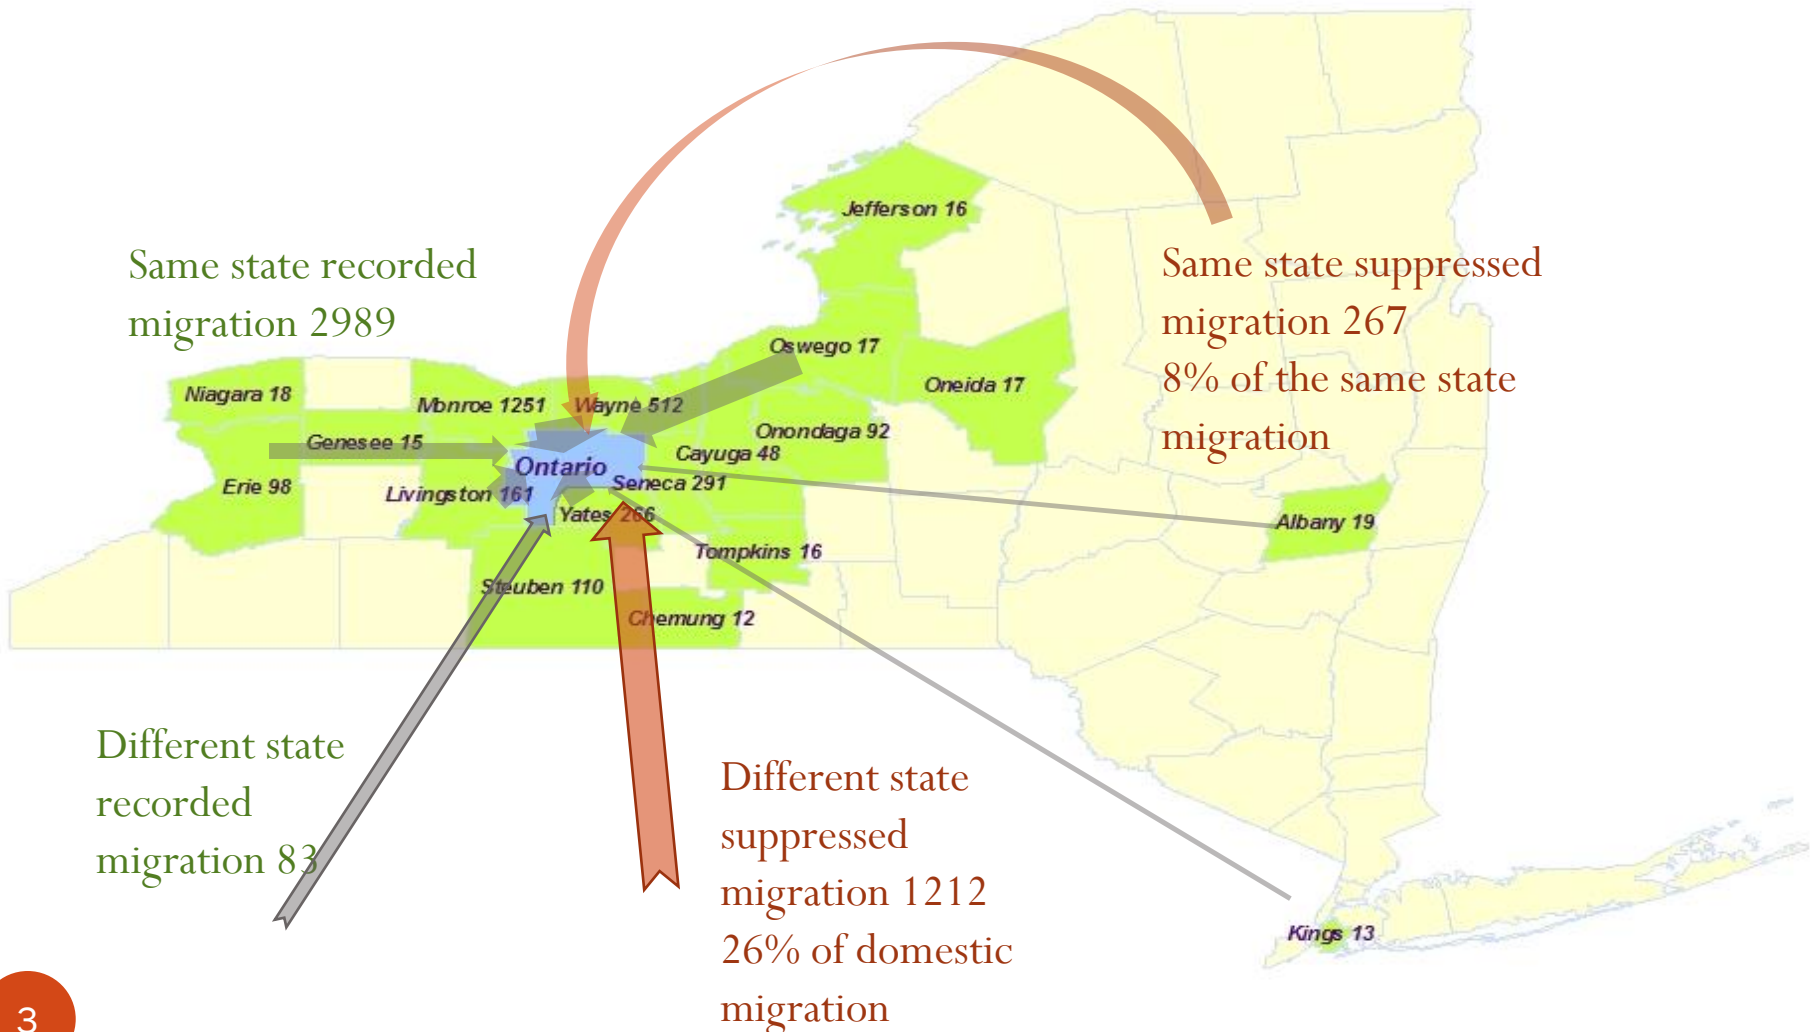 Jefferson 16
Same state recorded
migration 2989
Same state suppressed
migration 267
8% of the same state
migration
Oswego 17
Oneida 17
Niagara 18
Monroe 1251
Wayne 512
Genesee 15
Onondaga 92
Cayuga 48
Ontario
Erie 98
Livingston 161
Seneca 291
Yates 266
Albany 19
Tompkins 16
Steuben 110
Chemung 12
Different state
recorded
migration 83
Different state
suppressed
migration 1212
26% of domestic
migration
Kings 13
3